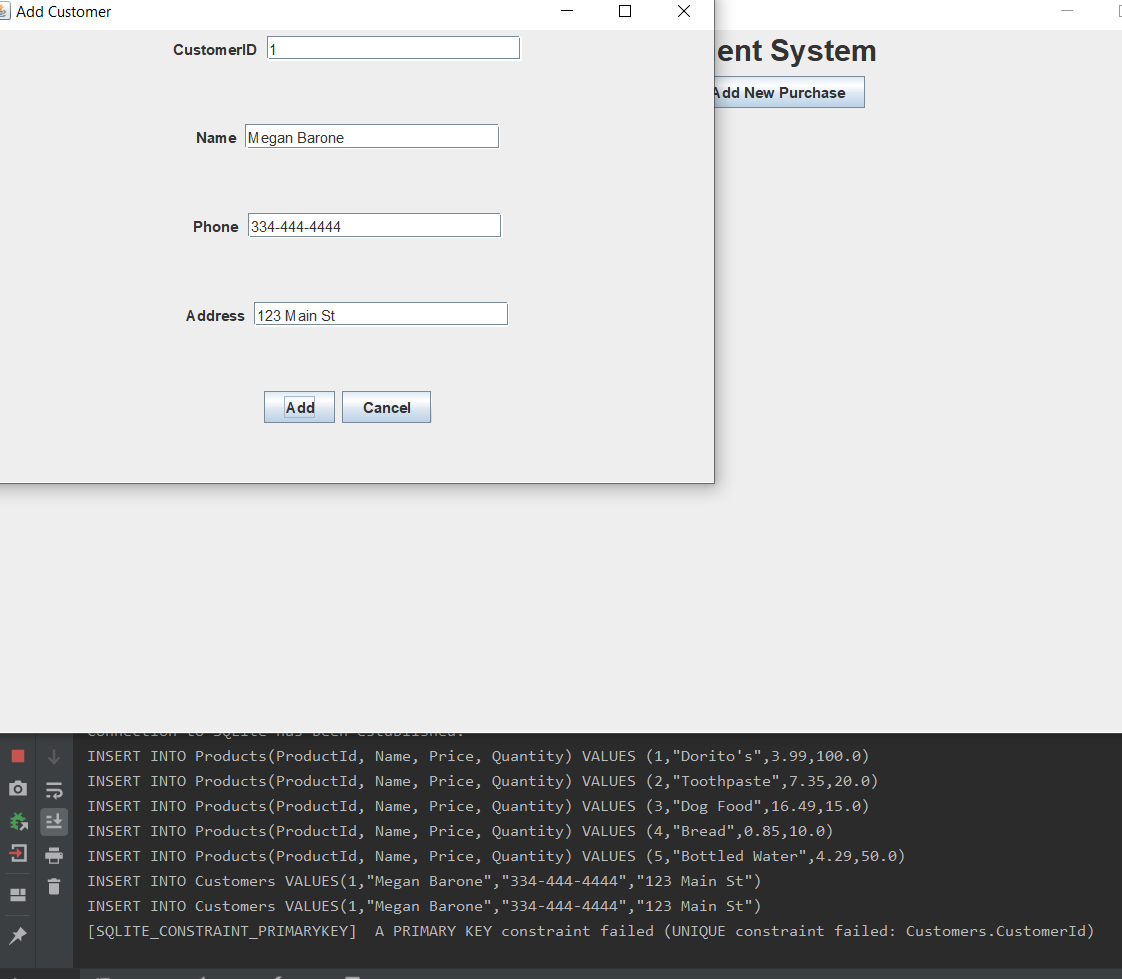 Add Customer
CustomerID 1
ent System
Add New Purchase
Name Megan Barone
Phone 334-444-4444
Address 123 Main St
Add Cancel
Connection to SQLite has been established.
INSERT INTO Products(ProductId, Name, Price, Quantity) VALUES (1,"Dorito's",3.99,100.0)
INSERT INTO Products(ProductId, Name, Price, Quantity) VALUES (2,"Toothpaste",7.35,20.0)
INSERT INTO Products(ProductId, Name, Price, Quantity) VALUES (3,"Dog Food",16.49,15.0)
INSERT INTO Products(ProductId, Name, Price, Quantity) VALUES (4,"Bread",0.85,10.0)
INSERT INTO Products(ProductId, Name, Price, Quantity) VALUES (5,"Bottled Water",4.29,50.0)
INSERT INTO Customers VALUES(1,"Megan Barone","334-444-4444","123 Main St")
INSERT INTO Customers VALUES(1,"Megan Barone","334-444-4444","123 Main St")
[SQLITE_CONSTRAINT_PRIMARYKEY]  A PRIMARY KEY constraint failed (UNIQUE constraint failed: Customers.CustomerId)